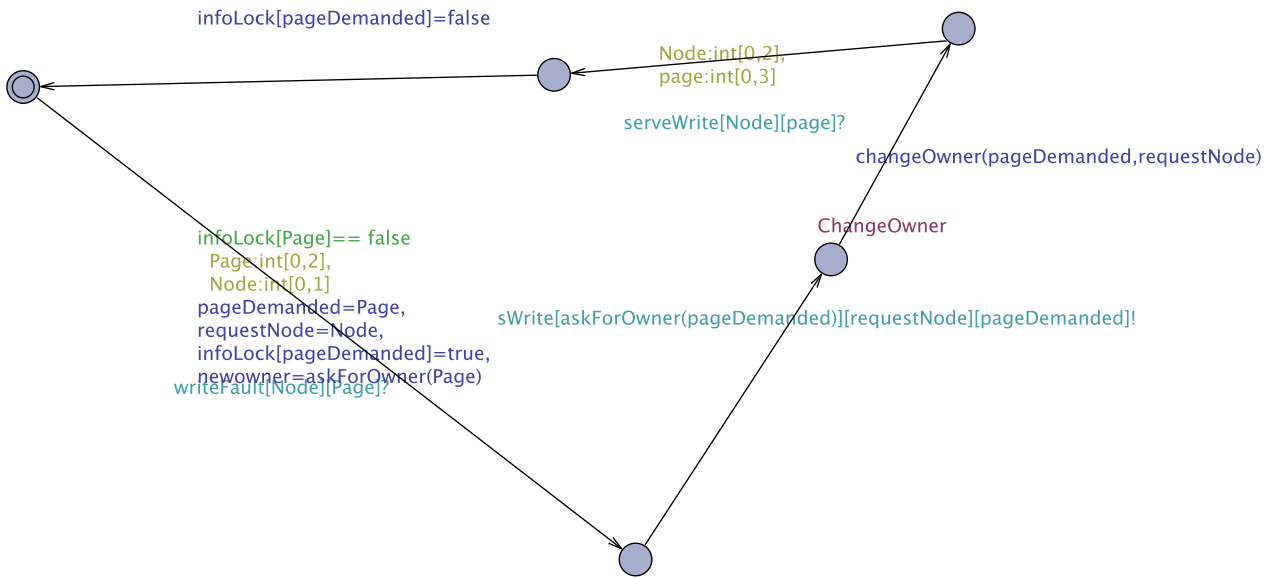 infoLock[pageDemanded]=false
Node:int[0,2],
page:int[0,3]
serveWrite[Node][page]?
changeOwner(pageDemanded,requestNode)
ChangeOwner
infoLock[Page]== false
Page:int[0,2],
Node:int[0,1]
pageDemanded=Page,
requestNode=Node,
infoLock[pageDemanded]=true,
newowner=askForOwner(Page)
writeFault[Node][Page]?
sWrite[askForOwner(pageDemanded)][requestNode][pageDemanded]!